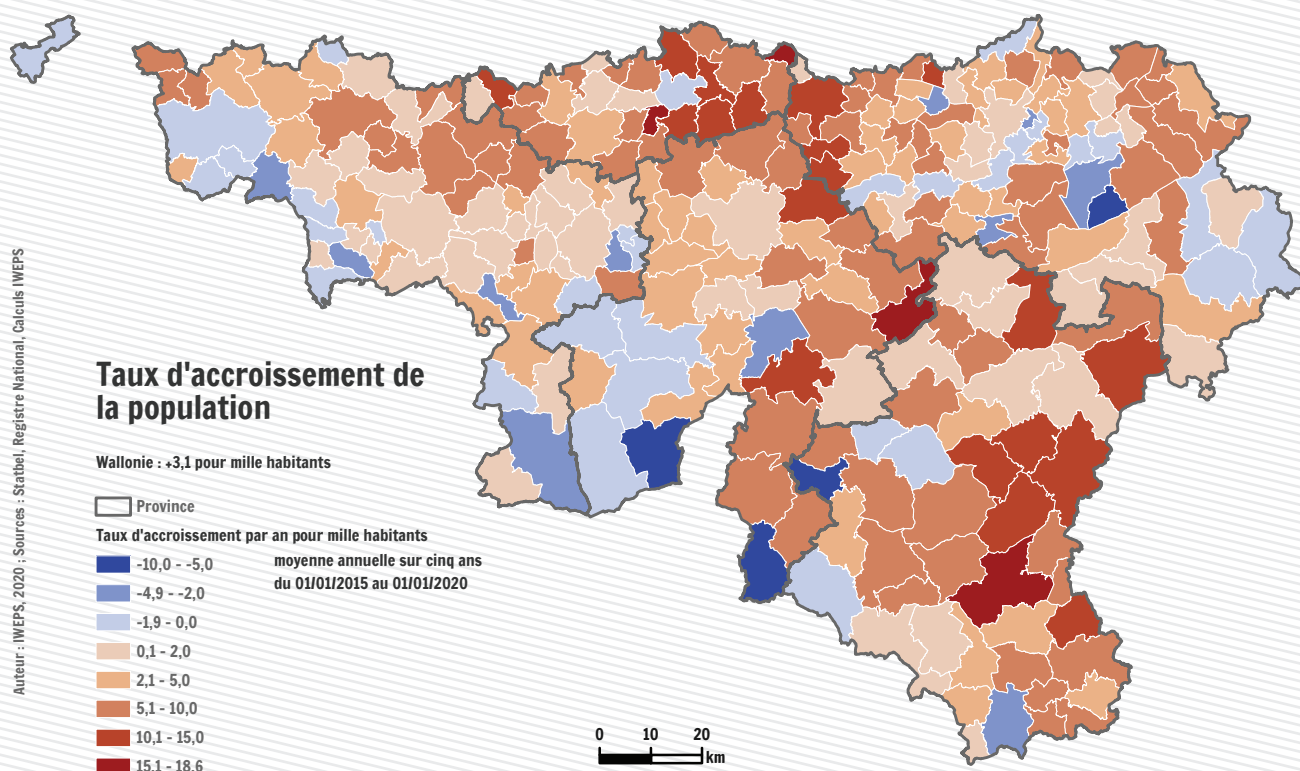 Taux d'accroissement de
la population
Wallonie : +3,1 pour mille habitants
Province
Taux d'accroissement par an pour mille habitants
moyenne annuelle sur cinq ans
du 01/01/2015 au 01/01/2020
-10,0 - -5,0
-4,9 - -2,0
-1,9 - 0,0
0,1 - 2,0
2,1 - 5,0
5,1 - 10,0
10,1 - 15,0
15,1 - 18,6
0 10 20
km
Auteur : IWEPS, 2020 ; Sources : Statbel, Registre National, Calculs IWEPS